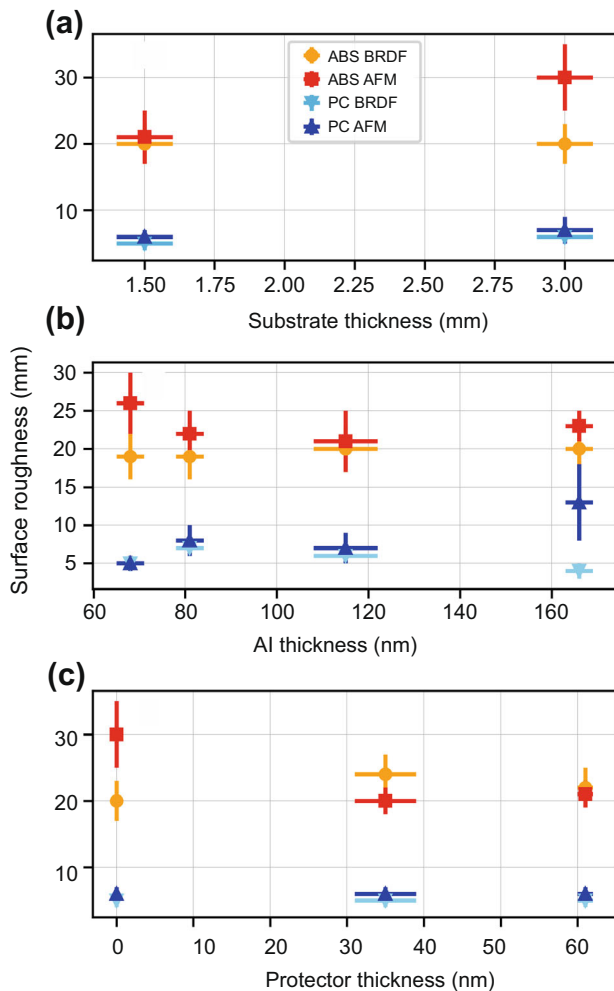 (a)
ABS BRDF
ABS AFM
PC BRDF
PC AFM
30
20
10
1.50 1.75 2.00 2.25 2.50 2.75 3.00
Substrate thickness (mm)
(b)
Surface roughness (mm)
30
25
20
15
10
5
60 80 100 120 140 160
AI thickness (nm)
(c)
30
20
10
0 10 20 30 40 50 60
Protector thickness (nm)